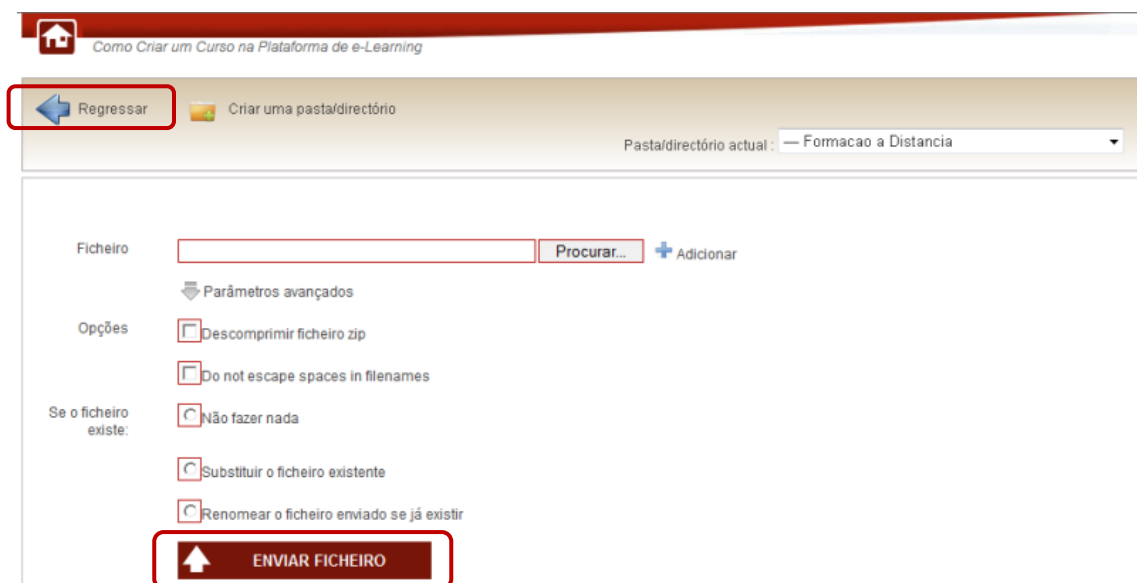 Como Criar um Curso na Plataforma de e-Learning
Regressar Criar uma pasta/directório
Pasta/directório actual : — Formacao a Distancia
Ficheiro Procurar... Adicionar
Parâmetros avançados
Opções Descomprimir ficheiro zip
Do not escape spaces in filenames
Se o ficheiro existe: Não fazer nada
Substituir o ficheiro existente
Renomear o ficheiro enviado se já existir
ENVIAR FICHEIRO